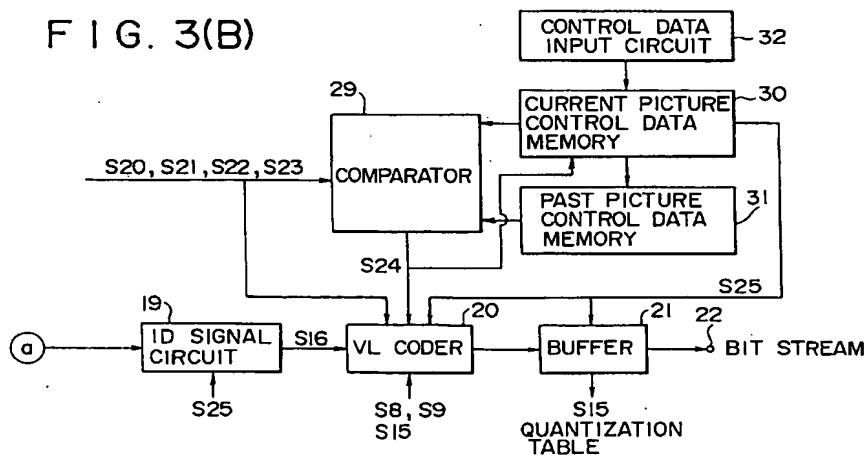 FIG. 3(B)
CONTROL DATA
INPUT CIRCUIT
32
29
30
CURRENT PICTURE
CONTROL DATA
MEMORY
S20, S21, S22, S23
COMPARATOR
PAST PICTURE
CONTROL DATA
MEMORY
31
S24
S25
19
20
21
22
a
ID SIGNAL
CIRCUIT
S16
VL CODER
BUFFER
BIT STREAM
S25
S8, S9
S15
S15
QUANTIZATION
TABLE